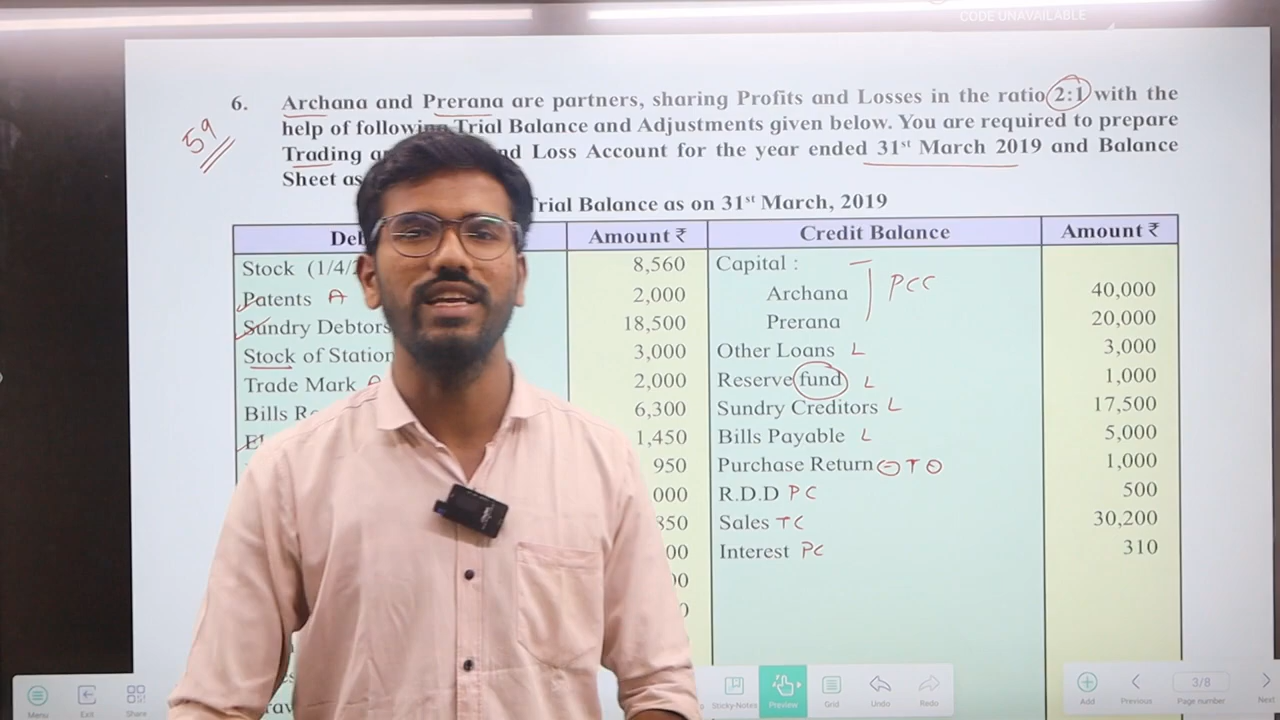 CODE UNAVAILABLE
59
6. Archana and Prerana are partners, sharing Profits and Losses in the ratio 2:1 with the
help of following Trial Balance and Adjustments given below. You are required to prepare
Trading and Loss Account for the year ended 31st March 2019 and Balance
Sheet as
Trial Balance as on 31st March, 2019
Amount ₹ Credit Balance Amount ₹
Stock (1/4/ 8,560 Capital :
Patents A 2,000 Archana PCC 40,000
Sundry Debtors 18,500 Prerana 20,000
Stock of Station 3,000 Other Loans L 3,000
Trade Mark 2,000 Reserve fund L 1,000
Bills 6,300 Sundry Creditors L 17,500
1,450 Bills Payable L 5,000
950 Purchase Return T 1,000
000 R.D.D PC 500
850 Sales TC 30,200
00 Interest PC 310
Menu Exit Share Sticky-Notes Preview Grid Undo Redo Add Previous 3/8 Page number Next